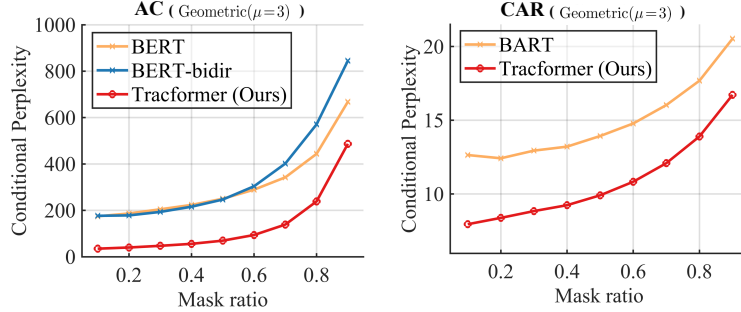 AC ( Geometric(μ=3) )
1000
800
600
400
200
0
Conditional Perplexity
BERT
BERT-bidir
Tracformer (Ours)
0.2 0.4 0.6 0.8
Mask ratio
CAR ( Geometric(μ=3) )
20
15
10
Conditional Perplexity
BART
Tracformer (Ours)
0.2 0.4 0.6 0.8
Mask ratio